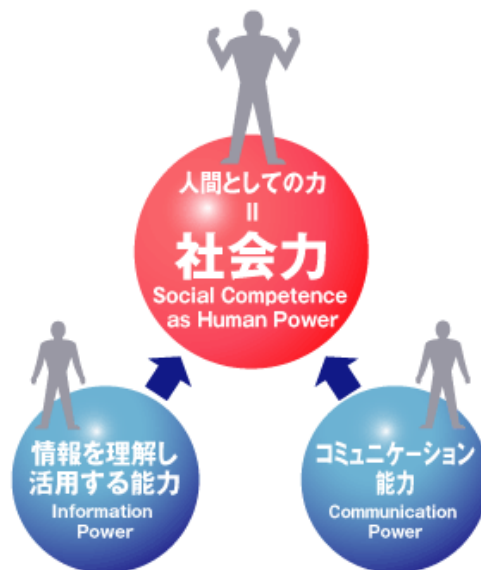 人間としての力
=
社会力
Social Competence
as Human Power
情報を理解し
活用する能力
Information
Power
コミュニケーション
能力
Communication
Power